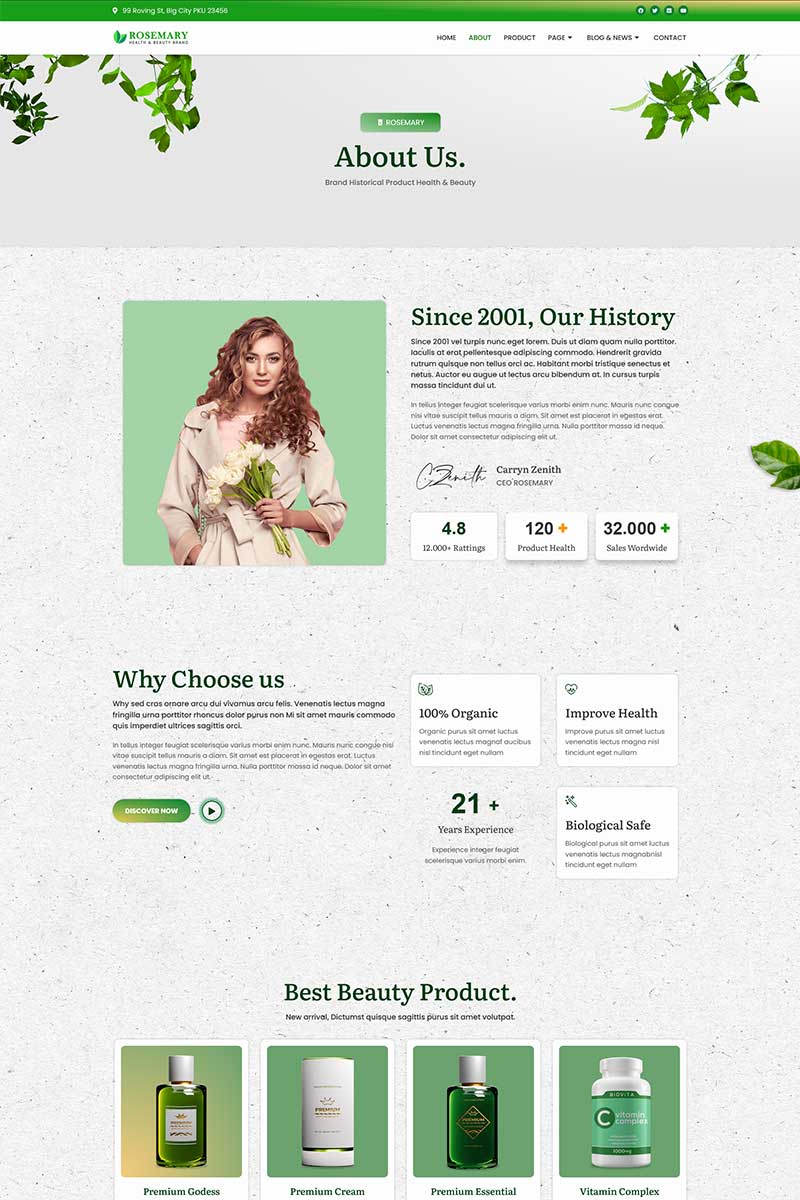 99 Roving St, Big City PKU 23456
ROSEMARY
HEALTH & BEAUTY BRAND
HOME ABOUT PRODUCT PAGE BLOG & NEWS CONTACT
ROSEMARY
About Us.
Brand Historical Product Health & Beauty
Since 2001, Our History
Since 2001 vel turpis nunc eget lorem. Duis ut diam quam nulla porttitor.
Iaculis at erat pellentesque adipiscing commodo. Hendrerit gravida
rutrum quisque non tellus orci ac. Habitant morbi tristique senectus et
netus. Auctor eu augue ut lectus arcu bibendum at. In cursus turpis
massa tincidunt dui ut.
In tellus integer feugiat scelerisque varius morbi enim nunc. Mauris nunc congue
nisi vitae suscipit tellus mauris a diam. Sit amet est placerat in egestas erat.
Luctus venenatis lectus magna fringilla urna. Nulla porttitor massa id neque.
Dolor sit amet consectetur adipiscing elit ut.
CZenith
Carryn Zenith
CEO ROSEMARY
4.8
12.000+ Rattings
120 +
Product Health
32.000 +
Sales Wordwide
Why Choose us
Why sed cras ornare arcu dui vivamus arcu felis. Venenatis lectus magna
fringilla urna porttitor rhoncus dolor purus non Mi sit amet mauris commodo
quis imperdiet ultrices sagittis orci.
In tellus integer feugiat scelerisque varius morbi enim nunc. Mauris nunc congue nisi
vitae suscipit tellus mauris a diam. Sit amet est placerat in egestas erat. Luctus
venenatis lectus magna fringilla urna. Nulla porttitor massa id neque. Dolor sit amet
consectetur adipiscing elit ut.
DISCOVER NOW
100% Organic
Organic purus sit amet luctus
venenatis lectus magnaf aucibus
nisl tincidunt eget nullam
Improve Health
Improve purus sit amet luctus
venenatis lectus magna nisl
tincidunt eget nullam
21 +
Years Experience
Experience integer feugiat
scelerisque varius morbi enim.
Biological Safe
Biological purus sit amet luctus
venenatis lectus magnabnisl
tincidunt eget nullam
Best Beauty Product.
New arrival, Dictumst quisque sagittis purus sit amet volutpat.
PREMIUM
PREMIUM
PREMIUM
BIOVITA
C vitamin
complex
1000mg
Premium Godess
Premium Cream
Premium Essential
Vitamin Complex